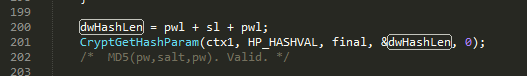 199
200 dwHashLen = pwl + sl + pwl;
201 CryptGetHashParam(ctx1, HP_HASHVAL, final, &dwHashLen, 0);
202 /*  MD5(pw,salt,pw). Valid. */
203